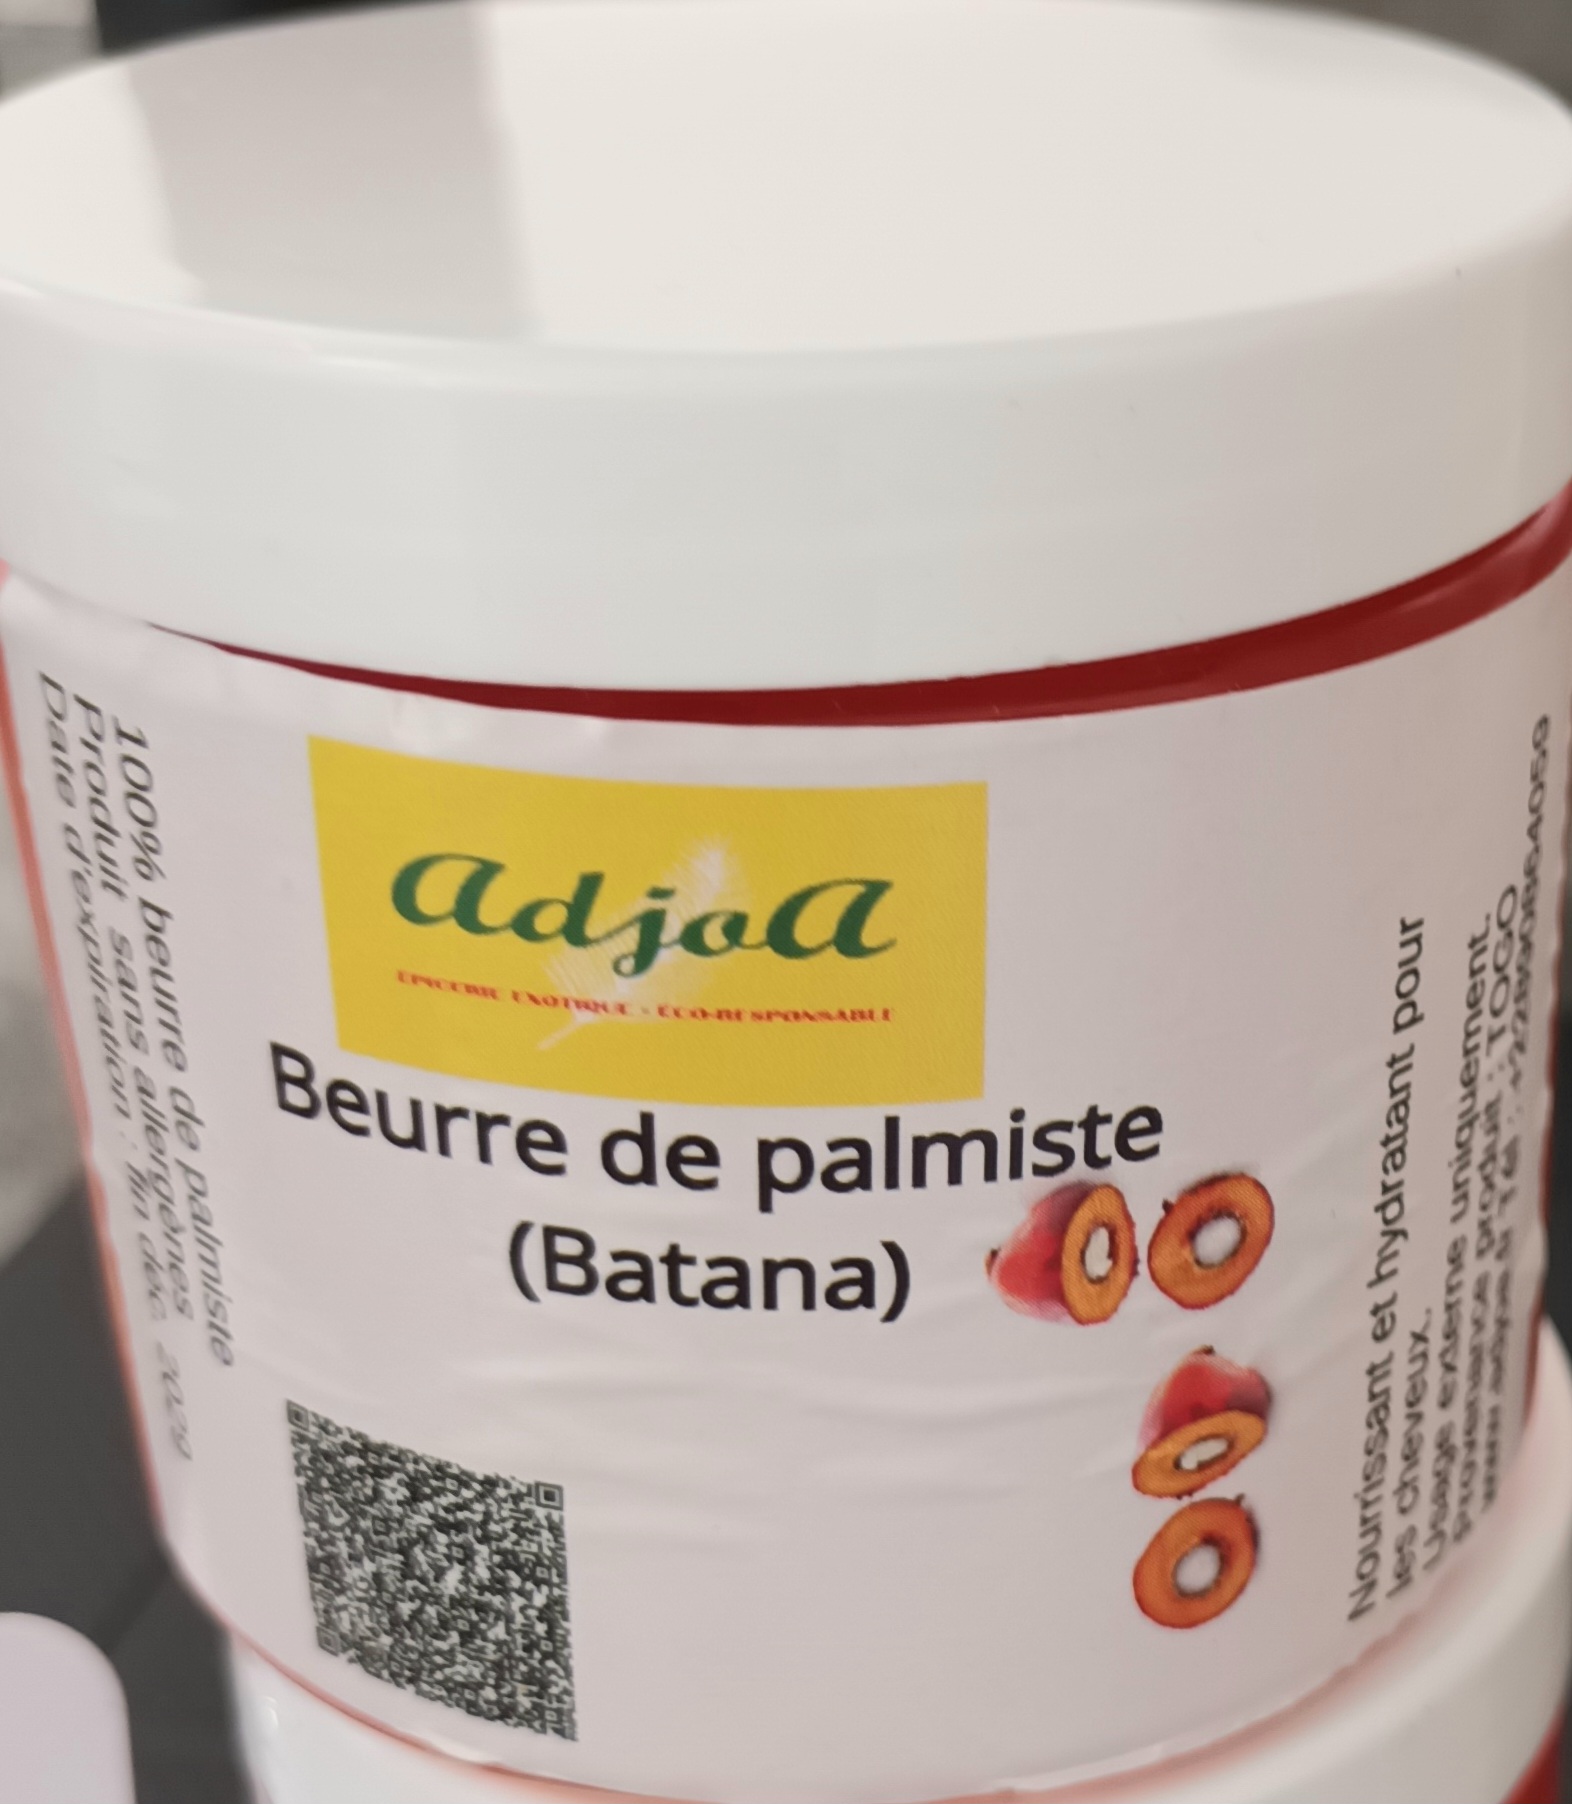 adjoa
EPICERIE EXOTIQUE - ECO-RESPONSABLE
Beurre de palmiste
(Batana)
100% beurre de palmiste
Produit sans allergènes
Date d'expiration : fin déc. 2029
Nourrissant et hydratant pour
les cheveux.
Usage externe uniquement.
Provenance produit : TOGO